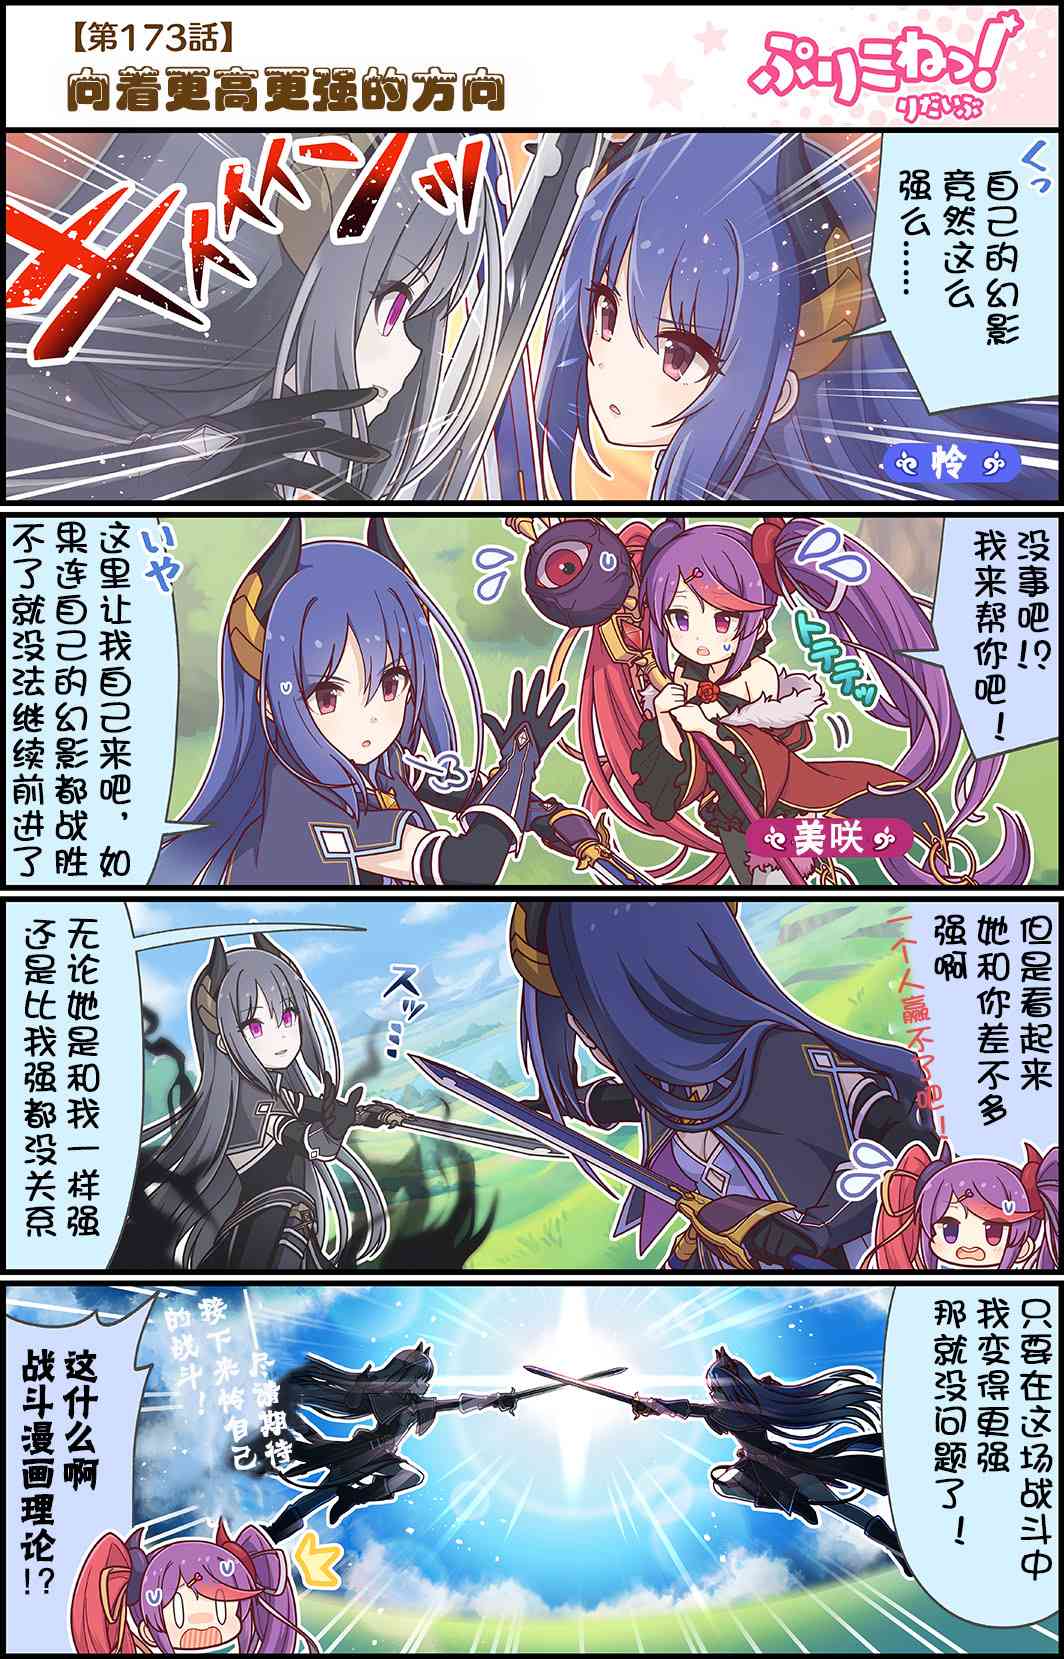 【第173話】
向着更高更强的方向
ぷりこねっ!
りだいぶ
くっ
自己的幻影
竟然这么
强么……
ギィイイインッ
怜
没事吧!?
我来帮你吧！
トテテテッ
いや
这里让我自己来吧，如
果连自己的幻影都战胜
不了就没法继续前进了
美咲
但是看起来
她和你差不多
强啊
一个人赢不了吧！
スッ…
无论她是和我一样强
还是比我强都没关系
只要在这场战斗中
我变得更强
那就没问题了！
尽请期待
接下来怜自己
的战斗！
这什么啊
战斗漫画理论!?